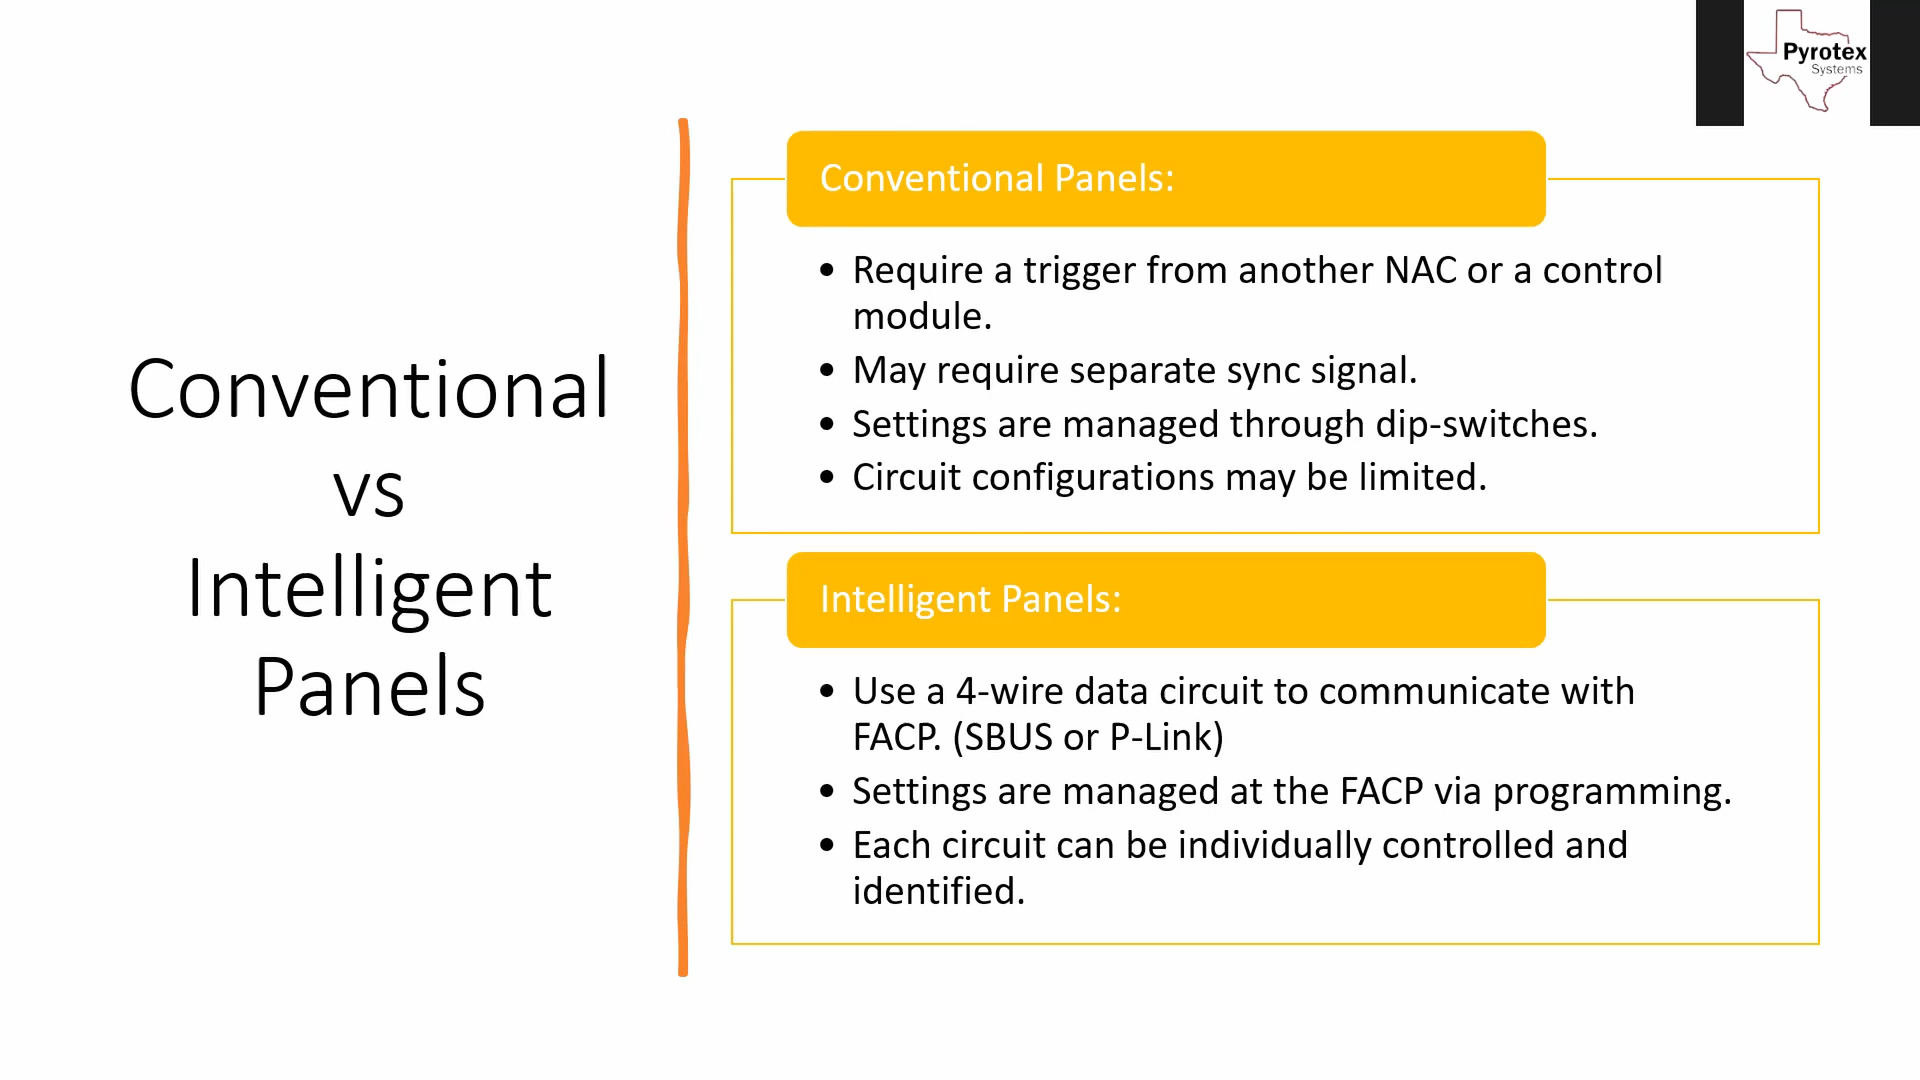 Pyrotex
Systems
Conventional
vs
Intelligent
Panels
Conventional Panels:
• Require a trigger from another NAC or a control
module.
• May require separate sync signal.
• Settings are managed through dip-switches.
• Circuit configurations may be limited.
Intelligent Panels:
• Use a 4-wire data circuit to communicate with
FACP. (SBUS or P-Link)
• Settings are managed at the FACP via programming.
• Each circuit can be individually controlled and
identified.